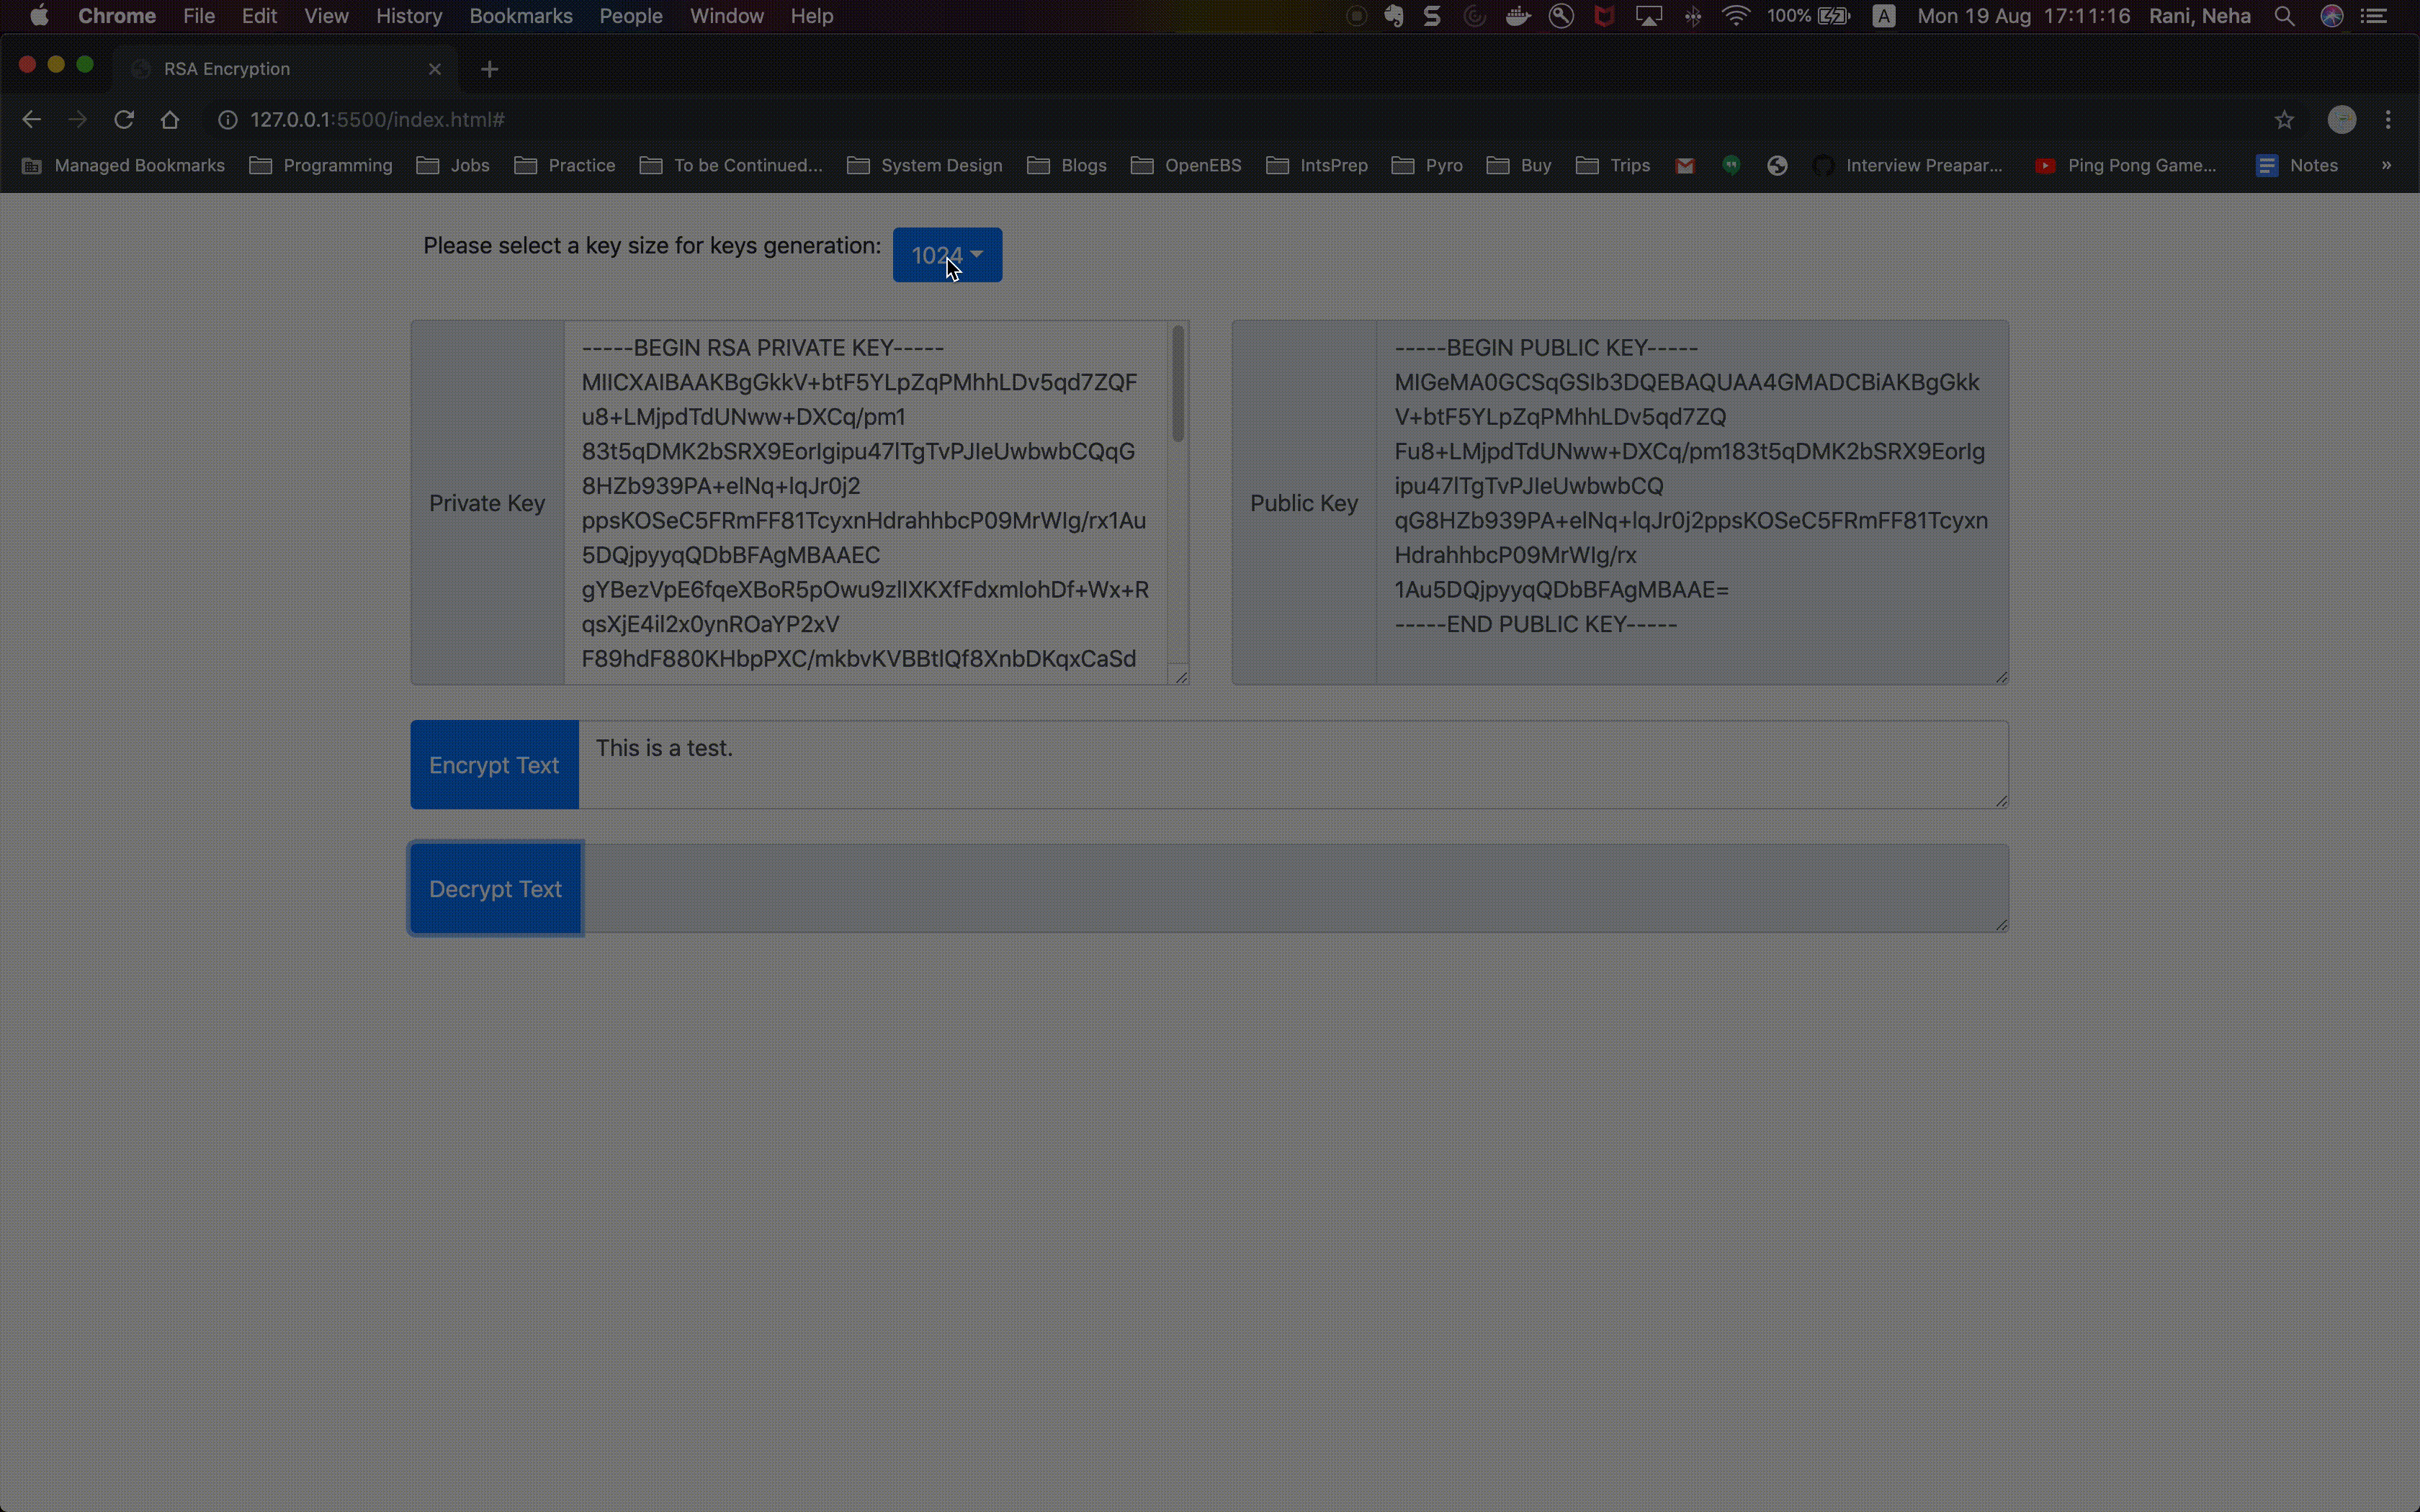 Chrome File Edit View History Bookmarks People Window Help 100% A Mon 19 Aug 17:11:16 Rani, Neha
RSA Encryption
127.0.0.1:5500/index.html#
Managed Bookmarks Programming Jobs Practice To be Continued... System Design Blogs OpenEBS IntsPrep Pyro Buy Trips Interview Preapar... Ping Pong Game... Notes »
Please select a key size for keys generation: 1024
Private Key
-----BEGIN RSA PRIVATE KEY-----
MIICXAIBAAKBgGkkV+btF5YLpZqPMhhLDv5qd7ZQF
u8+LMjpdTdUNww+DXCq/pm1
83t5qDMK2bSRX9EorIgipu47lTgTvPJIeUwbwbCQqG
8HZb939PA+elNq+lqJr0j2
ppsKOSeC5FRmFF81TcyxnHdrahhbcP09MrWIg/rx1Au
5DQjpyyqQDbBFAgMBAAEC
gYBezVpE6fqeXBoR5pOwu9zlIXKXfFdxmIohDf+Wx+R
qsXjE4il2x0ynROaYP2xV
F89hdF880KHbpPXC/mkbvKVBBtlQf8XnbDKqxCaSd
Public Key
-----BEGIN PUBLIC KEY-----
MIGeMA0GCSqGSIb3DQEBAQUAA4GMADCBiAKBgGkk
V+btF5YLpZqPMhhLDv5qd7ZQ
Fu8+LMjpdTdUNww+DXCq/pm183t5qDMK2bSRX9EorIg
ipu47lTgTvPJIeUwbwbCQ
qG8HZb939PA+elNq+lqJr0j2ppsKOSeC5FRmFF81Tcyxn
HdrahhbcP09MrWIg/rx
1Au5DQjpyyqQDbBFAgMBAAE=
-----END PUBLIC KEY-----
Encrypt Text This is a test.
Decrypt Text